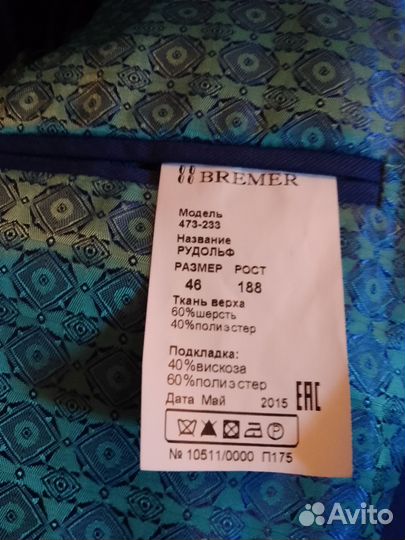 BREMER
Модель
473-233
Название
РУДОЛЬФ
РАЗМЕР РОСТ
46 188
Ткань верха
60%шерсть
40%полиэстер
Подкладка:
40%вискоза
60%полиэстер
Дата Май 2015 EAC
P
№ 10511/0000 П175
Avito